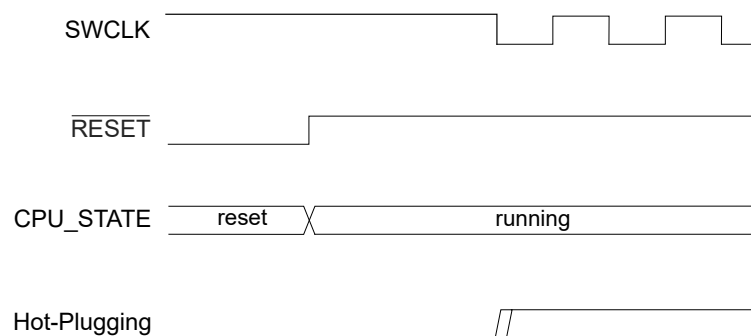 SWCLK
RESET
CPU_STATE
reset
running
Hot-Plugging